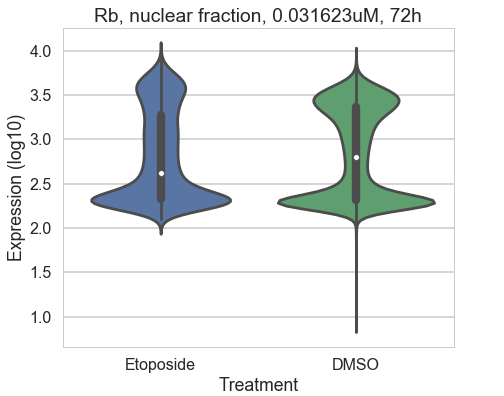 Rb, nuclear fraction, 0.031623uM, 72h
Expression (log10)
4.0
3.5
3.0
2.5
2.0
1.5
1.0
Etoposide DMSO
Treatment